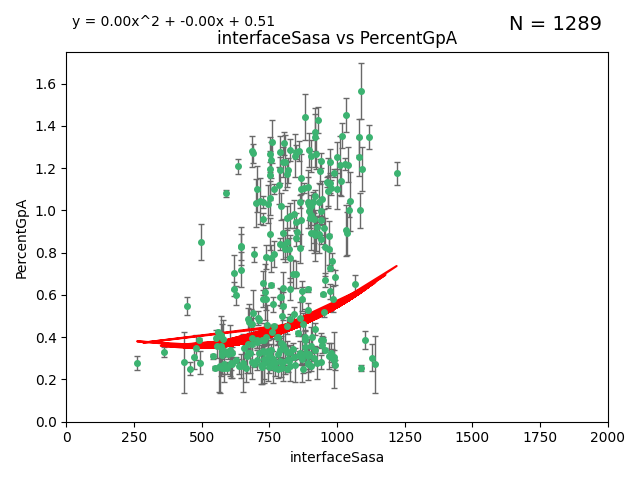 y = 0.00x^2 + -0.00x + 0.51
N = 1289
interfaceSasa vs PercentGpA
PercentGpA
1.6
1.4
1.2
1.0
0.8
0.6
0.4
0.2
0.0
0 250 500 750 1000 1250 1500 1750 2000
interfaceSasa